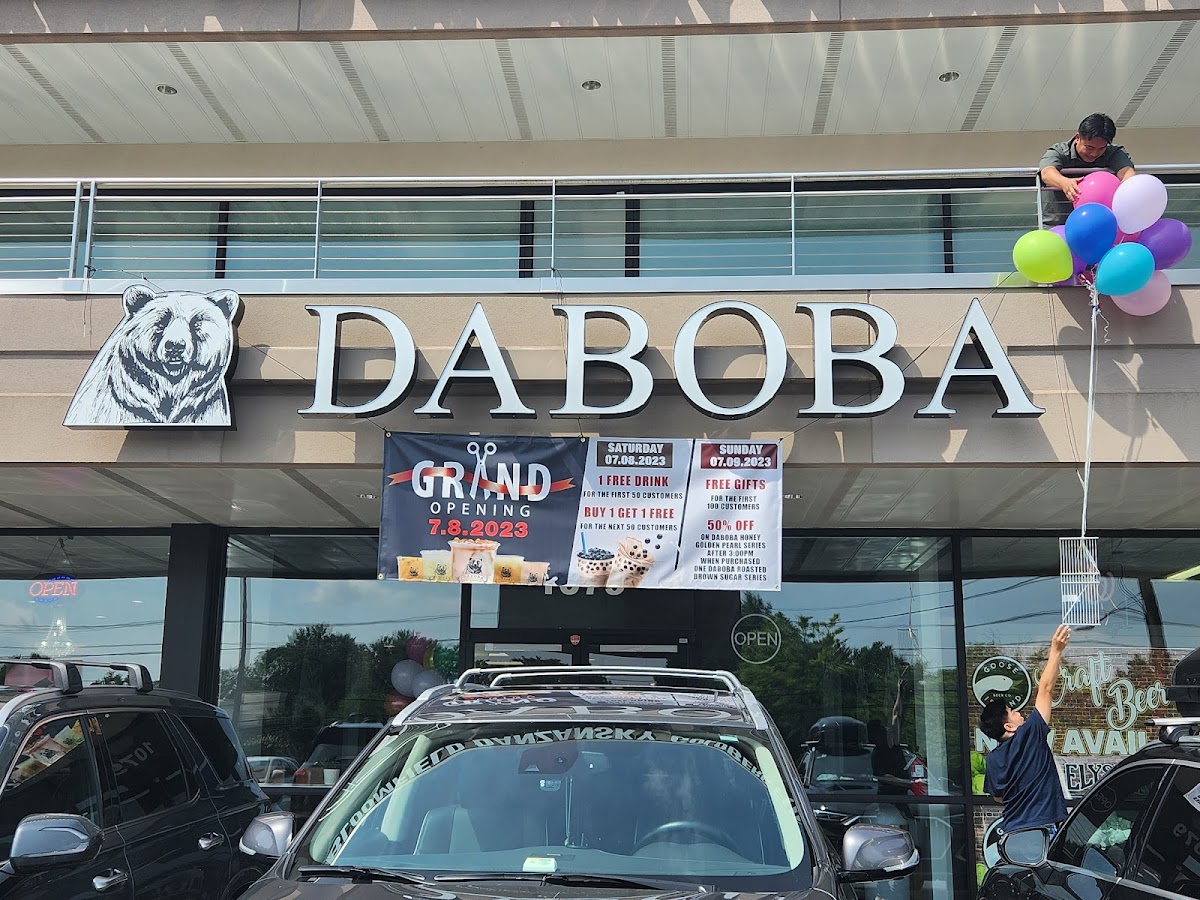 DABOBA
GRAND
OPENING
7.8.2023
SATURDAY
07.08.2023
1 FREE DRINK
FOR THE FIRST 50 CUSTOMERS
BUY 1 GET 1 FREE
FOR THE NEXT 50 CUSTOMERS
SUNDAY
07.09.2023
FREE GIFTS
FOR THE FIRST
100 CUSTOMERS
50% OFF
ON DABOBA HONEY
GOLDEN PEARL SERIES
AFTER 3:00PM
WHEN PURCHASED
ONE DABOBA ROASTED
BROWN SUGAR SERIES
OPEN
OPEN
GOOSE
Craft
Beer